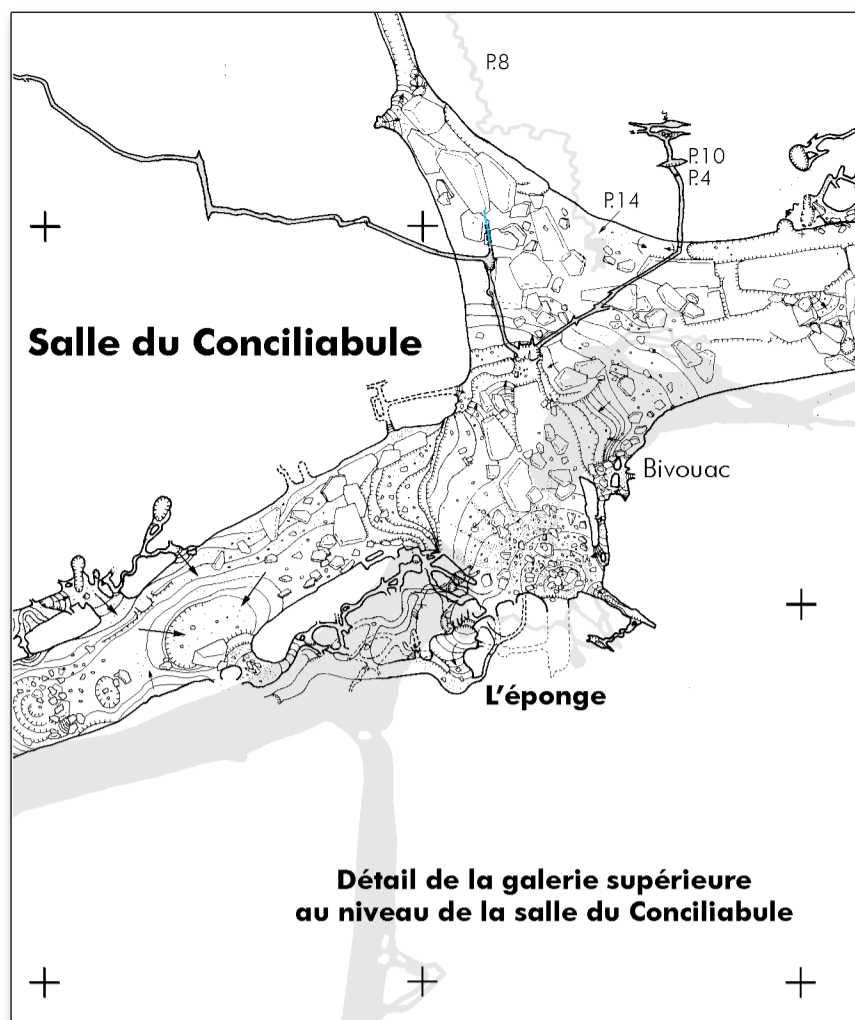 P.8
P.10
P.4
P.14
Salle du Conciliabule
Bivouac
L'éponge
Détail de la galerie supérieure
au niveau de la salle du Conciliabule